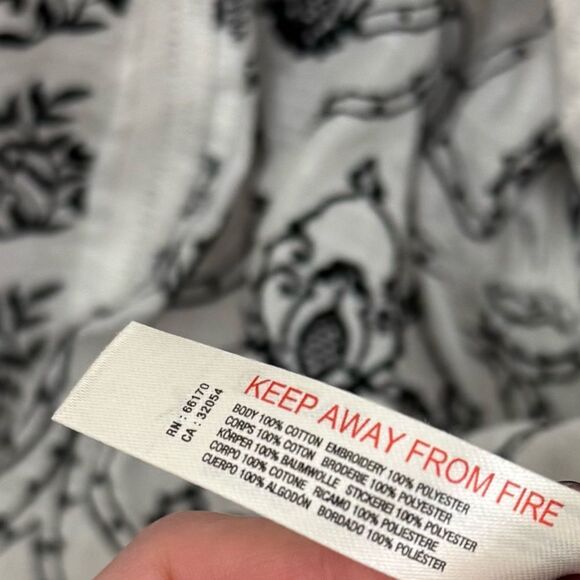 RN : 66170
CA : 32054
KEEP AWAY FROM FIRE
BODY 100% COTTON EMBROIDERY 100% POLYESTER
CORPS 100% COTON BRODERIE 100% POLYESTER
KÖRPER 100% BAUMWOLLE STICKEREI 100% POLYESTER
CORPO 100% COTONE RICAMO 100% POLIESTERE
CUERPO 100% ALGODÓN BORDADO 100% POLIÉSTER